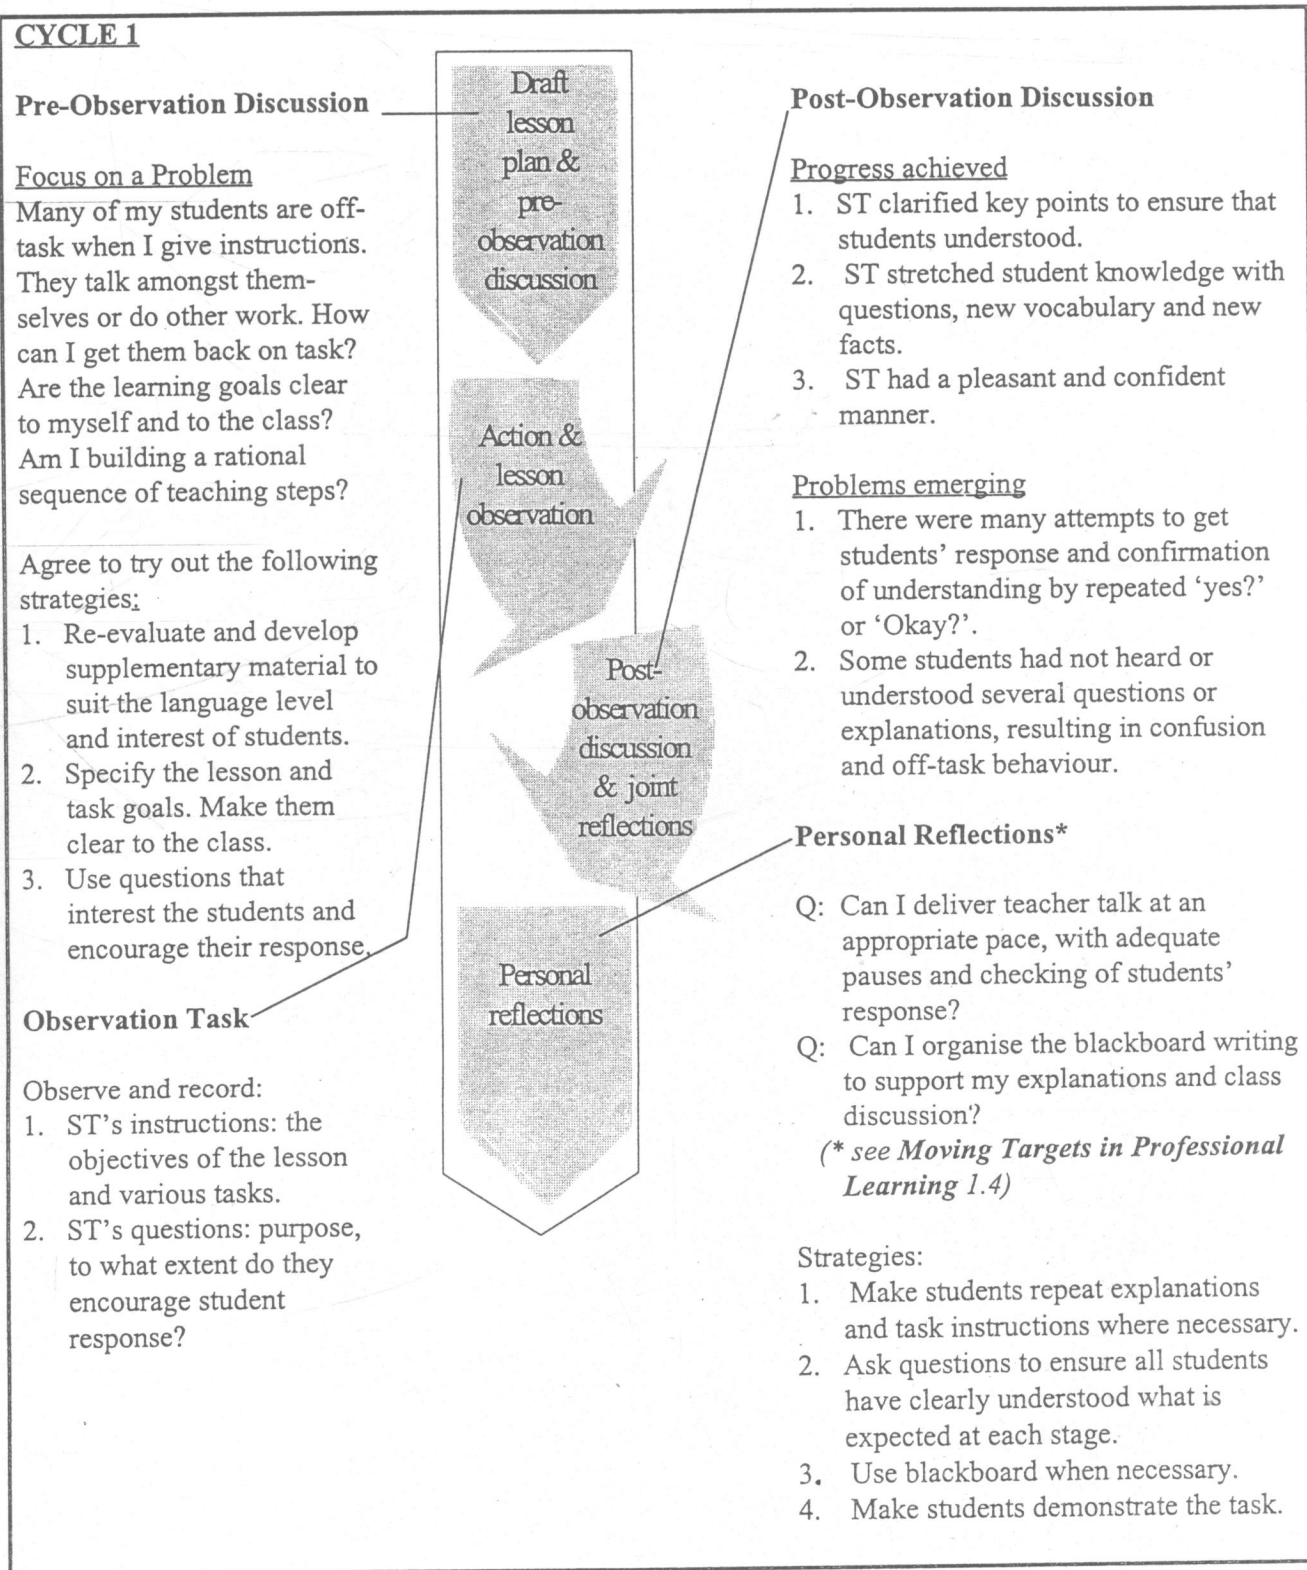 CYCLE 1
Pre-Observation Discussion
Focus on a Problem
Many of my students are off-
task when I give instructions.
They talk amongst them-
selves or do other work. How
can I get them back on task?
Are the learning goals clear
to myself and to the class?
Am I building a rational
sequence of teaching steps?
Agree to try out the following
strategies:
1. Re-evaluate and develop
supplementary material to
suit the language level
and interest of students.
2. Specify the lesson and
task goals. Make them
clear to the class.
3. Use questions that
interest the students and
encourage their response.
Observation Task
Observe and record:
1. ST's instructions: the
objectives of the lesson
and various tasks.
2. ST's questions: purpose,
to what extent do they
encourage student
response?
Draft
lesson
plan &
pre-
observation
discussion
Action &
lesson
observation
Post-
observation
discussion
& joint
reflections
Personal
reflections
Post-Observation Discussion
Progress achieved
1. ST clarified key points to ensure that
students understood.
2. ST stretched student knowledge with
questions, new vocabulary and new
facts.
3. ST had a pleasant and confident
manner.
Problems emerging
1. There were many attempts to get
students' response and confirmation
of understanding by repeated 'yes?'
or 'Okay?'.
2. Some students had not heard or
understood several questions or
explanations, resulting in confusion
and off-task behaviour.
Personal Reflections*
Q: Can I deliver teacher talk at an
appropriate pace, with adequate
pauses and checking of students'
response?
Q: Can I organise the blackboard writing
to support my explanations and class
discussion?
(* see Moving Targets in Professional
Learning 1.4)
Strategies:
1. Make students repeat explanations
and task instructions where necessary.
2. Ask questions to ensure all students
have clearly understood what is
expected at each stage.
3. Use blackboard when necessary.
4. Make students demonstrate the task.